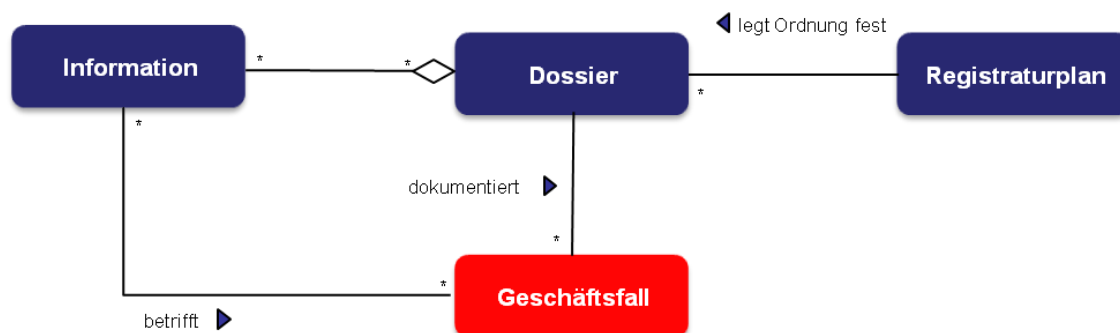 legt Ordnung fest
Information
*
*
Dossier
*
Registraturplan
*
dokumentiert
*
*
Geschäftsfall
betrifft